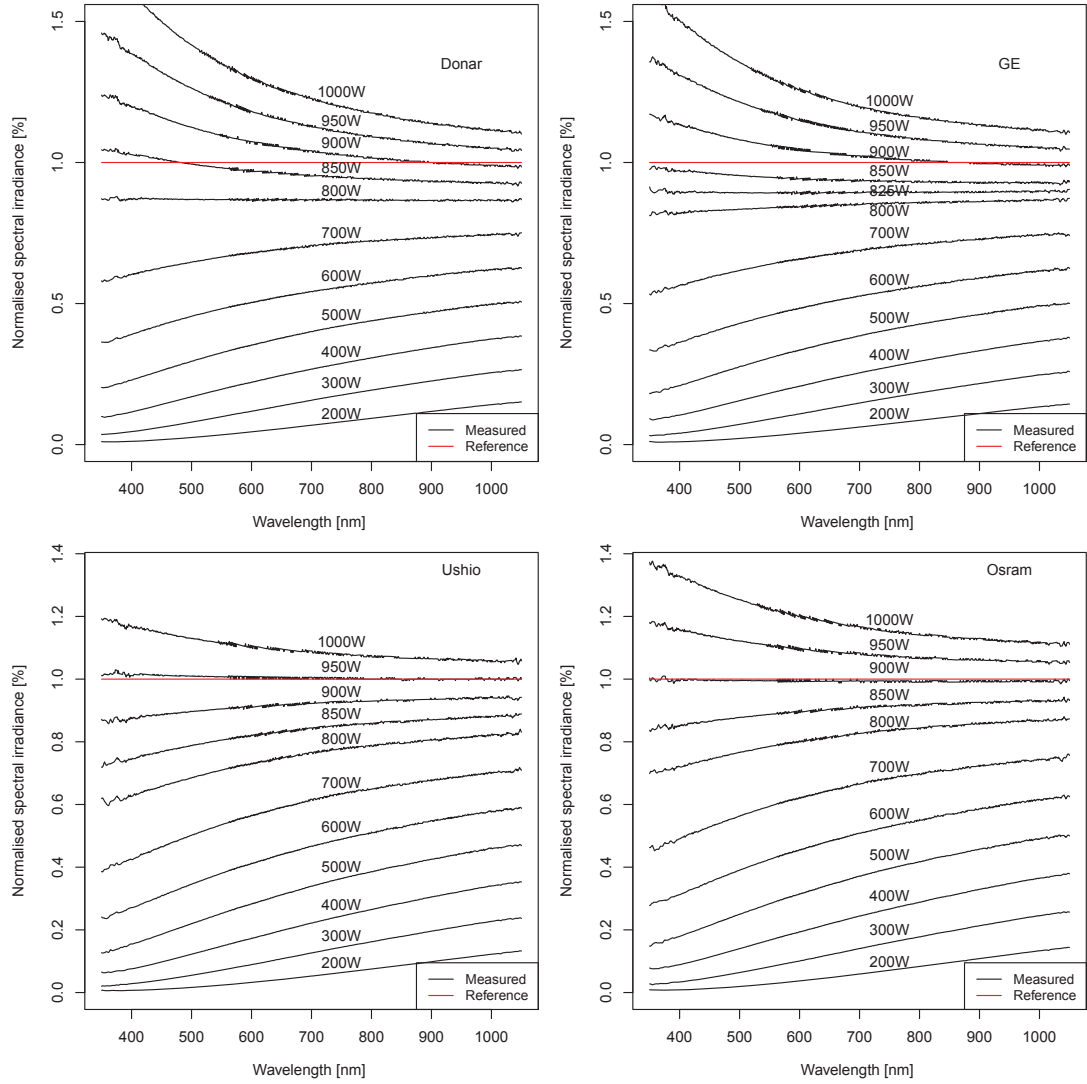 Donar
1000W
950W
900W
850W
800W
700W
600W
500W
400W
300W
200W
Measured
Reference
0.0
0.5
1.0
1.5
Normalised spectral irradiance [%]
400 500 600 700 800 900 1000
Wavelength [nm]
GE
1000W
950W
900W
850W
825W
800W
700W
600W
500W
400W
300W
200W
Measured
Reference
0.0
0.5
1.0
1.5
Normalised spectral irradiance [%]
400 500 600 700 800 900 1000
Wavelength [nm]
Ushio
1000W
950W
900W
850W
800W
700W
600W
500W
400W
300W
200W
Measured
Reference
0.0
0.2
0.4
0.6
0.8
1.0
1.2
1.4
Normalised spectral irradiance [%]
400 500 600 700 800 900 1000
Wavelength [nm]
Osram
1000W
950W
900W
850W
800W
700W
600W
500W
400W
300W
200W
Measured
Reference
0.0
0.2
0.4
0.6
0.8
1.0
1.2
1.4
Normalised spectral irradiance [%]
400 500 600 700 800 900 1000
Wavelength [nm]